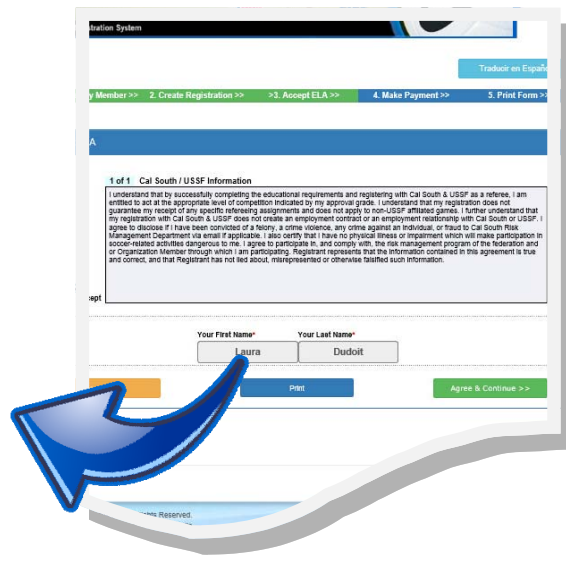 stration System
Traducir en Españ
y Member >> 2. Create Registration >> >3. Accept ELA >> 4. Make Payment >> 5. Print Form >>
A
1 of 1 Cal South / USSF Information
I understand that by successfully completing the educational requirements and registering with Cal South & USSF as a referee, I am
entitled to act at the appropriate level of competition indicated by my approval grade. I understand that my registration does not
guarantee my receipt of any specific refereeing assignments and does not apply to non-USSF affiliated games. I further understand that
my registration with Cal South & USSF does not create an employment contract or an employment relationship with Cal South or USSF. I
agree to disclose if I have been convicted of a felony, a crime violence, any crime against an individual, or fraud to Cal South Risk
Management Department via email if applicable. I also certify that I have no physical illness or impairment which will make participation in
soccer-related activities dangerous to me. I agree to participate in, and comply with, the risk management program of the federation and
or Organization Member through which I am participating. Registrant represents that the information contained in this agreement is true
and correct, and that Registrant has not lied about, misrepresented or otherwise falsified such information.
cept
Your First Name* Your Last Name*
Laura Dudoit
Print Agree & Continue >>
hts Reserved.